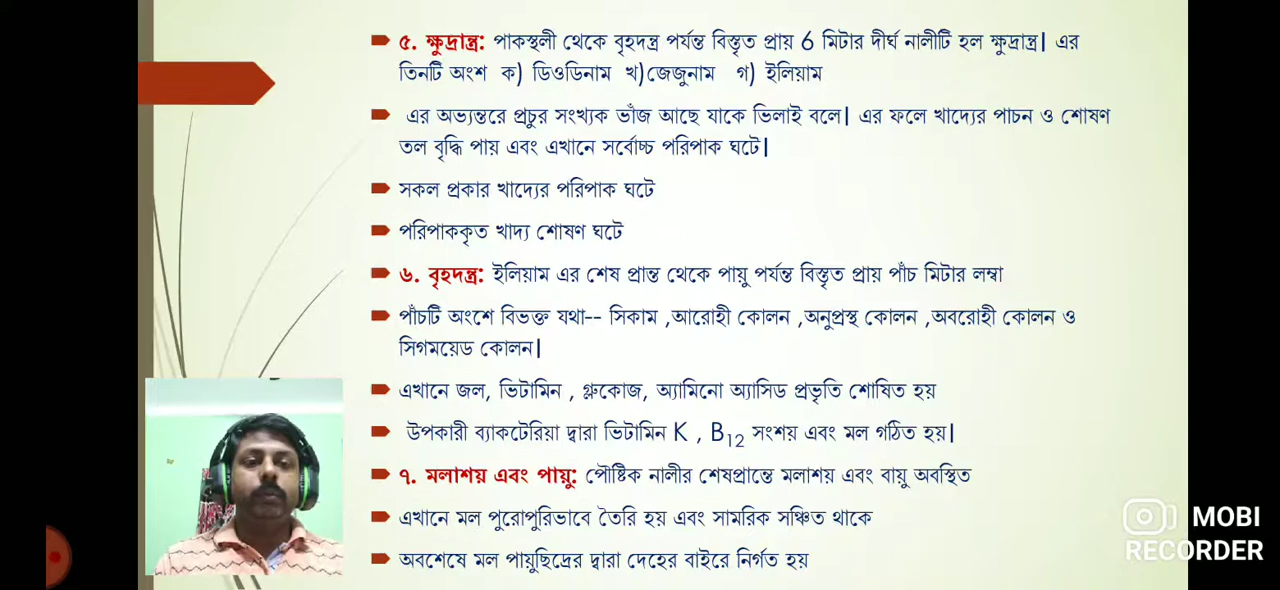 ৫. ক্ষুদ্রান্ত্র: পাকস্থলী থেকে বৃহদন্ত্র পর্যন্ত বিস্তৃত প্রায় 6 মিটার দীর্ঘ নালীটি হল ক্ষুদ্রান্ত্র| এর
তিনটি অংশ ক) ডিওডিনাম খ)জেজুনাম গ) ইলিয়াম
এর অভ্যন্তরে প্রচুর সংখ্যক ভাঁজ আছে যাকে ভিলাই বলে| এর ফলে খাদ্যের পাচন ও শোষণ
তল বৃদ্ধি পায় এবং এখানে সর্বোচ্চ পরিপাক ঘটে|
সকল প্রকার খাদ্যের পরিপাক ঘটে
পরিপাককৃত খাদ্য শোষণ ঘটে
৬. বৃহদন্ত্র: ইলিয়াম এর শেষ প্রান্ত থেকে পায়ু পর্যন্ত বিস্তৃত প্রায় পাঁচ মিটার লম্বা
পাঁচটি অংশে বিভক্ত যথা-- সিকাম ,আরোহী কোলন ,অনুপ্রস্থ কোলন ,অবরোহী কোলন ও
সিগময়েড কোলন|
এখানে জল, ভিটামিন , গ্লুকোজ, অ্যামিনো অ্যাসিড প্রভৃতি শোষিত হয়
উপকারী ব্যাকটেরিয়া দ্বারা ভিটামিন K , B12 সংশয় এবং মল গঠিত হয়|
৭. মলাশয় এবং পায়ু: পৌষ্টিক নালীর শেষপ্রান্তে মলাশয় এবং বায়ু অবস্থিত
এখানে মল পুরোপুরিভাবে তৈরি হয় এবং সামরিক সঞ্চিত থাকে
অবশেষে মল পায়ুছিদ্রের দ্বারা দেহের বাইরে নির্গত হয়
MOBI
RECORDER